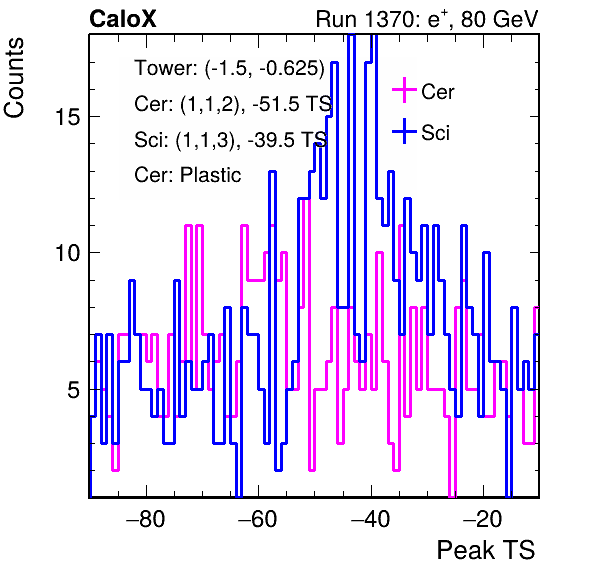 CaloX Run 1370: e⁺, 80 GeV
Counts
Tower: (-1.5, -0.625)
Cer: (1,1,2), -51.5 TS
Sci: (1,1,3), -39.5 TS
Cer: Plastic
Cer
Sci
15
10
5
−80 −60 −40 −20
Peak TS